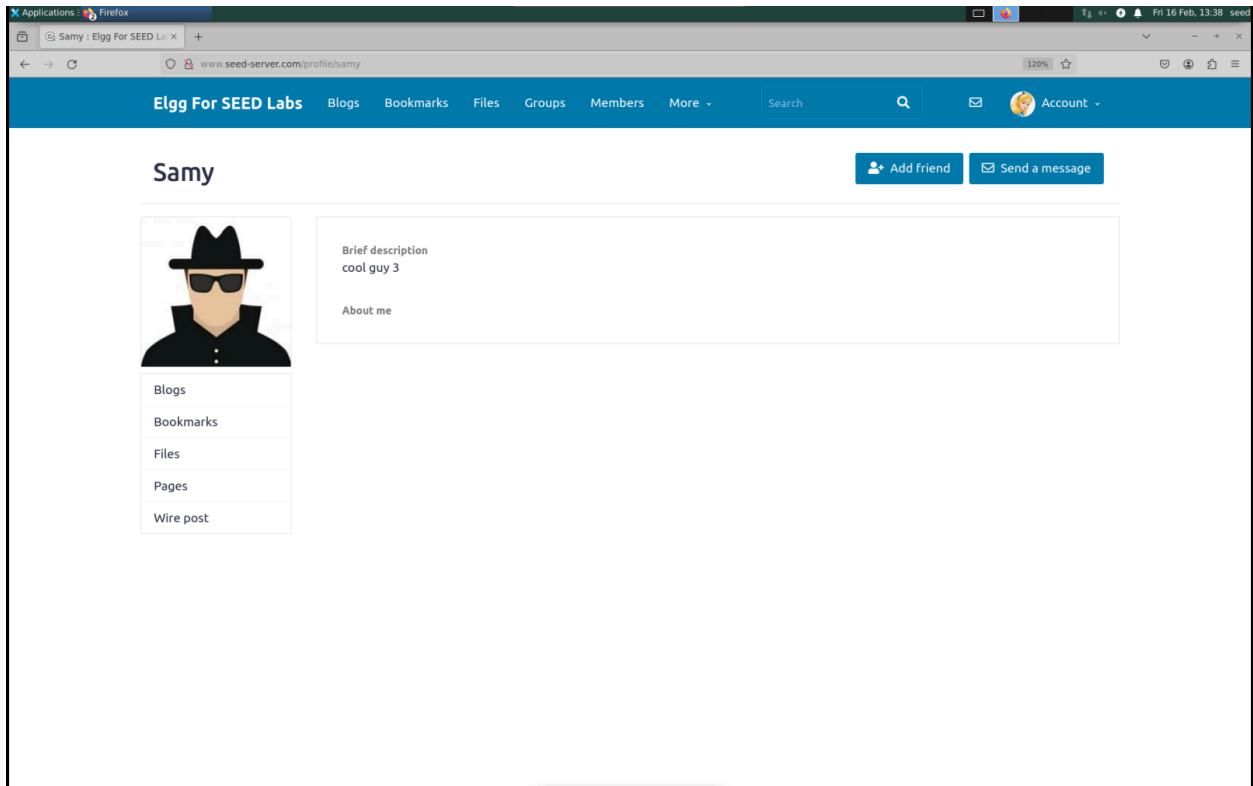 Applications : Firefox Fri 16 Feb, 13:38 seed
Samy : Elgg For SEED La
www.seed-server.com/profile/samy 120%
Elgg For SEED Labs Blogs Bookmarks Files Groups Members More Search Account
Samy Add friend Send a message
Brief description
cool guy 3
About me
Blogs
Bookmarks
Files
Pages
Wire post